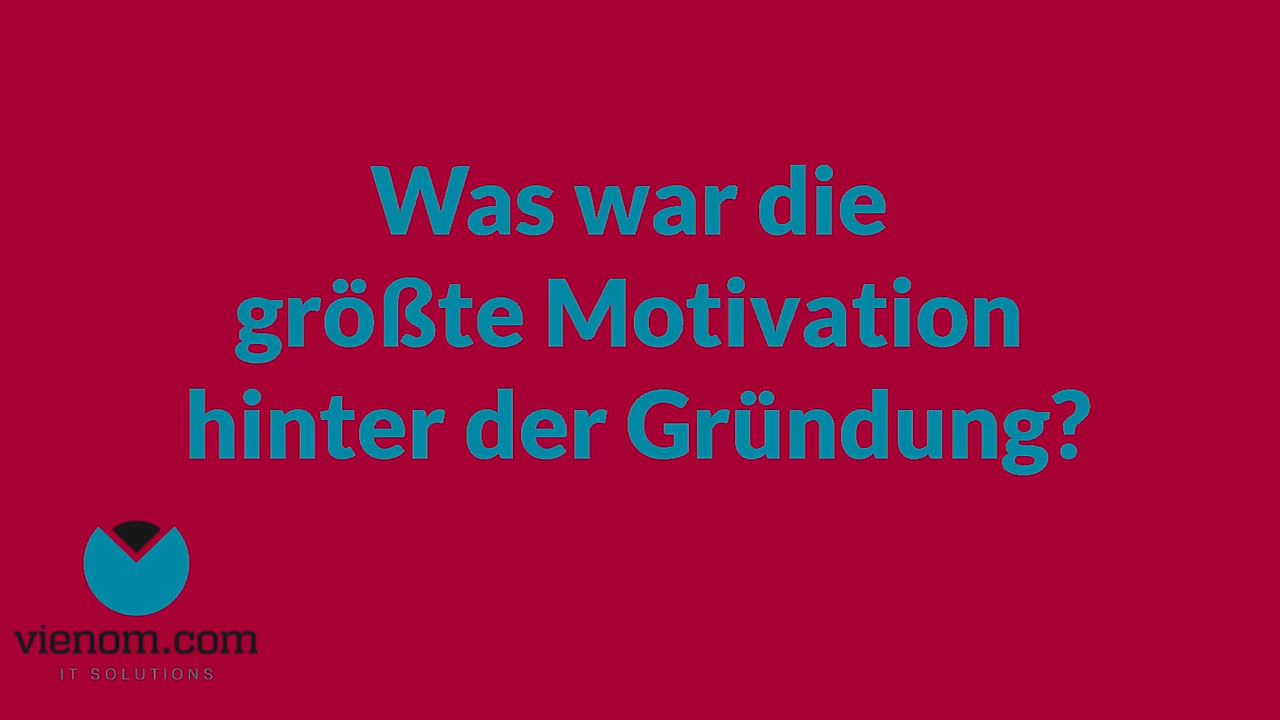 Was war die
größte Motivation
hinter der Gründung?
vienom.com
IT SOLUTIONS